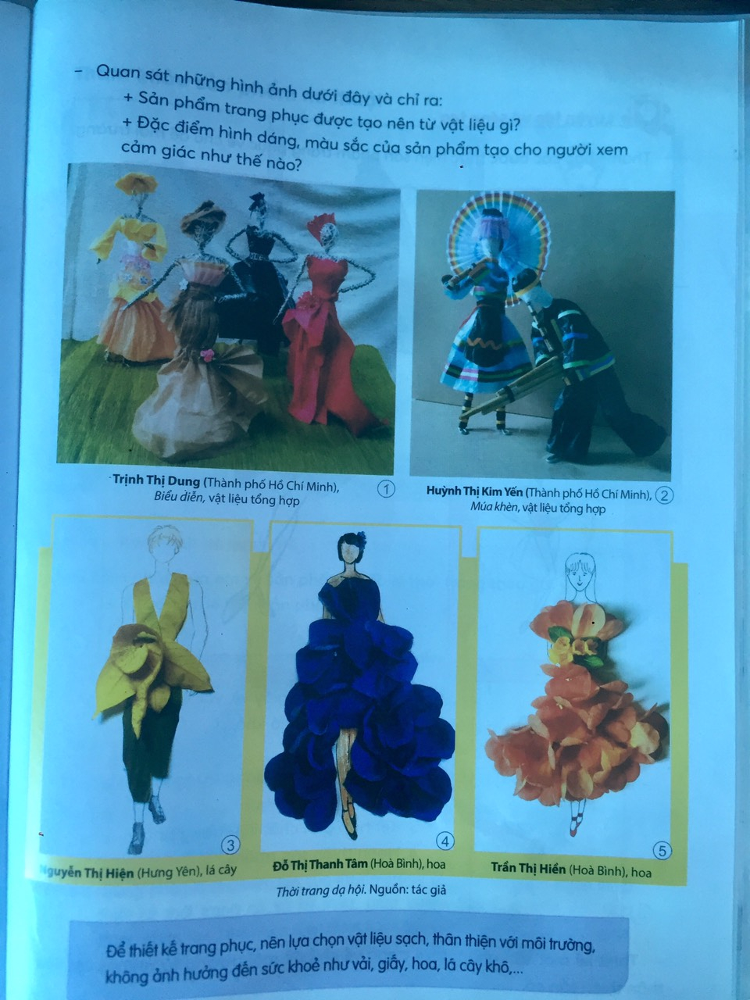 - Quan sát những hình ảnh dưới đây và chỉ ra:
+ Sản phẩm trang phục được tạo nên từ vật liệu gì?
+ Đặc điểm hình dáng, màu sắc của sản phẩm tạo cho người xem
cảm giác như thế nào?
Trịnh Thị Dung (Thành phố Hồ Chí Minh),
Biểu diễn, vật liệu tổng hợp
1
Huỳnh Thị Kim Yến (Thành phố Hồ Chí Minh),
Múa khèn, vật liệu tổng hợp
2
3
Nguyễn Thị Hiện (Hưng Yên), lá cây
4
Đỗ Thị Thanh Tâm (Hoà Bình), hoa
5
Trần Thị Hiền (Hoà Bình), hoa
Thời trang dạ hội. Nguồn: tác giả
Để thiết kế trang phục, nên lựa chọn vật liệu sạch, thân thiện với môi trường,
không ảnh hưởng đến sức khoẻ như vải, giấy, hoa, lá cây khô,...